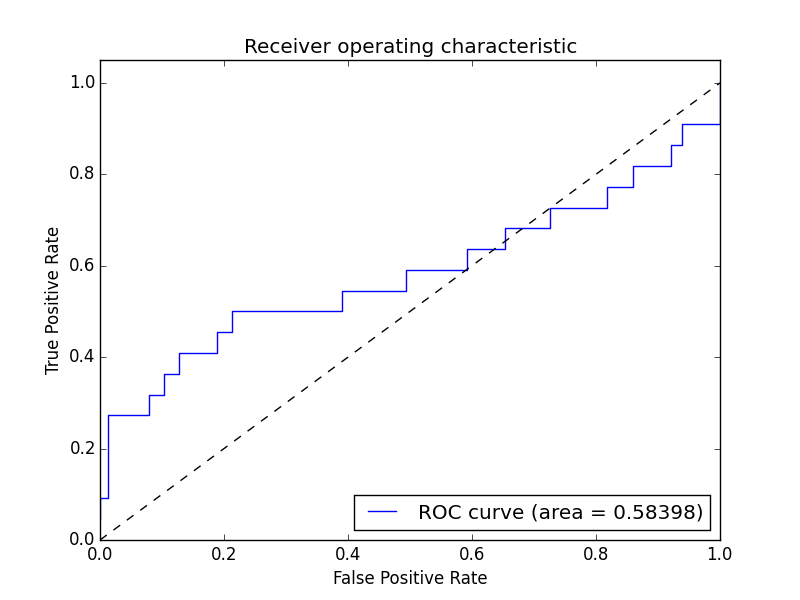 Receiver operating characteristic
1.0
0.8
0.6
0.4
0.2
0.0
True Positive Rate
ROC curve (area = 0.58398)
0.0 0.2 0.4 0.6 0.8 1.0
False Positive Rate